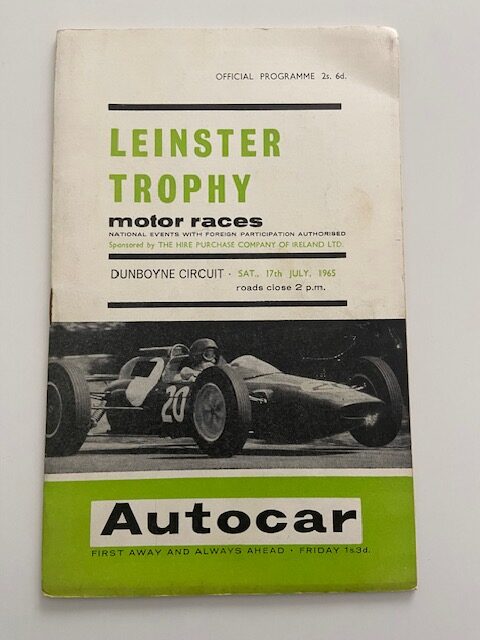 OFFICIAL PROGRAMME 2s. 6d.
LEINSTER
TROPHY
motor races
NATIONAL EVENTS WITH FOREIGN PARTICIPATION AUTHORISED
Sponsored by THE HIRE PURCHASE COMPANY OF IRELAND LTD.
DUNBOYNE CIRCUIT · SAT., 17th JULY, 1965
roads close 2 p.m.
20
Autocar
FIRST AWAY AND ALWAYS AHEAD · FRIDAY 1s.3d.